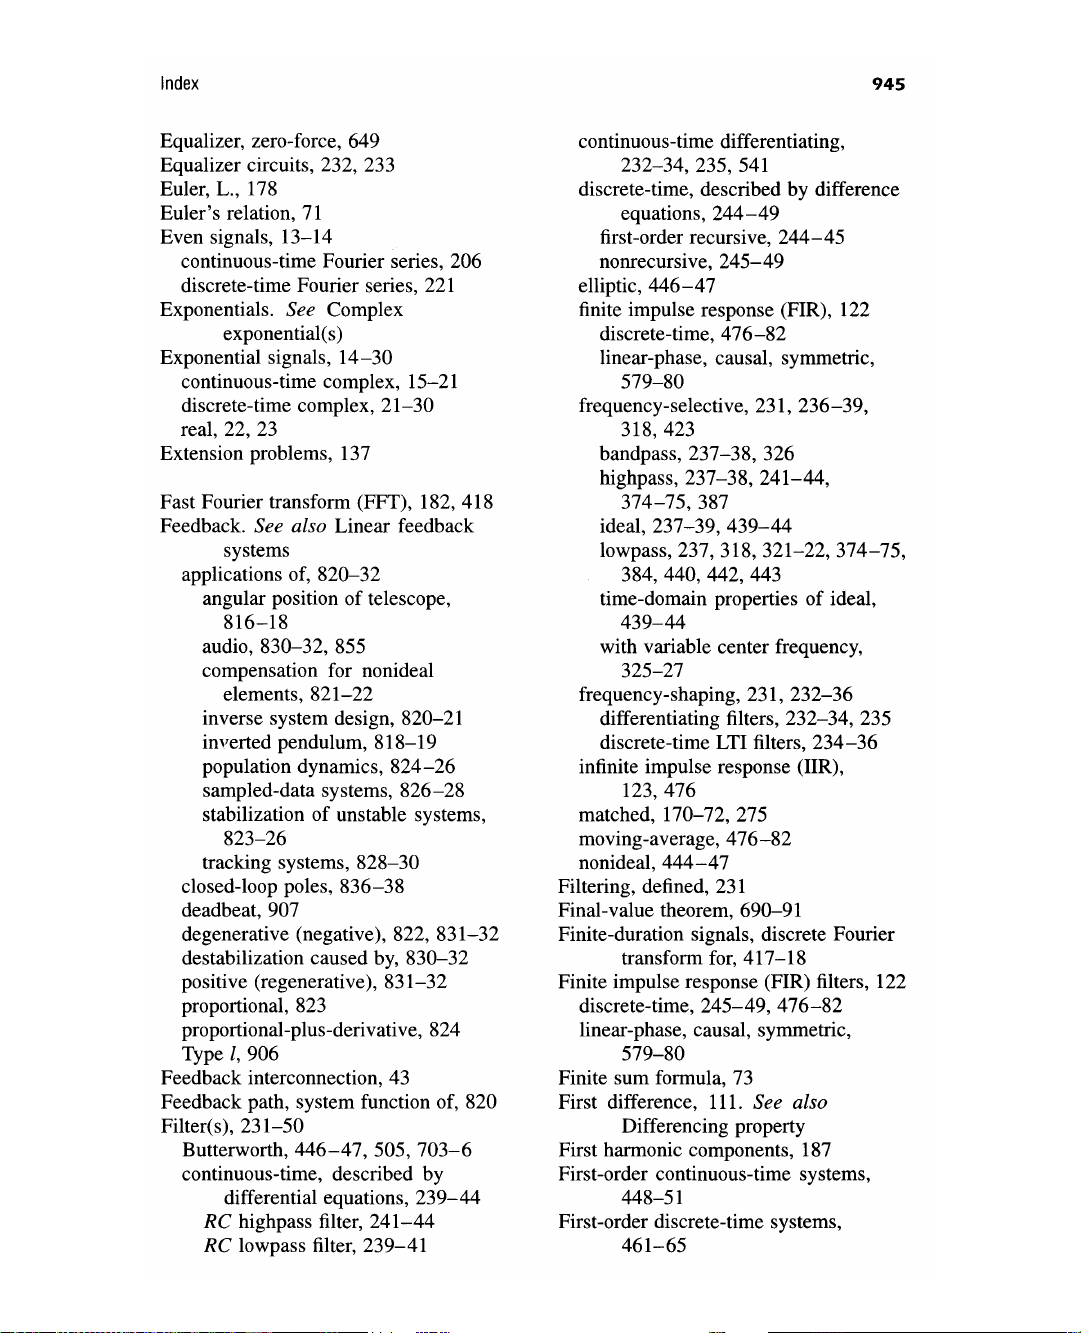 Index
945
Equalizer, zero-force, 649
Equalizer circuits, 232, 233
Euler, L., 178
Euler's relation, 71
Even signals, 13–14
continuous-time Fourier series, 206
discrete-time Fourier series, 221
Exponentials. See Complex
exponential(s)
Exponential signals, 14–30
continuous-time complex, 15–21
discrete-time complex, 21–30
real, 22, 23
Extension problems, 137
Fast Fourier transform (FFT), 182, 418
Feedback. See also Linear feedback
systems
applications of, 820–32
angular position of telescope,
816–18
audio, 830–32, 855
compensation for nonideal
elements, 821–22
inverse system design, 820–21
inverted pendulum, 818–19
population dynamics, 824–26
sampled-data systems, 826–28
stabilization of unstable systems,
823–26
tracking systems, 828–30
closed-loop poles, 836–38
deadbeat, 907
degenerative (negative), 822, 831–32
destabilization caused by, 830–32
positive (regenerative), 831–32
proportional, 823
proportional-plus-derivative, 824
Type l, 906
Feedback interconnection, 43
Feedback path, system function of, 820
Filter(s), 231–50
Butterworth, 446–47, 505, 703–6
continuous-time, described by
differential equations, 239–44
RC highpass filter, 241–44
RC lowpass filter, 239–41
continuous-time differentiating,
232–34, 235, 541
discrete-time, described by difference
equations, 244–49
first-order recursive, 244–45
nonrecursive, 245–49
elliptic, 446–47
finite impulse response (FIR), 122
discrete-time, 476–82
linear-phase, causal, symmetric,
579–80
frequency-selective, 231, 236–39,
318, 423
bandpass, 237–38, 326
highpass, 237–38, 241–44,
374–75, 387
ideal, 237–39, 439–44
lowpass, 237, 318, 321–22, 374–75,
384, 440, 442, 443
time-domain properties of ideal,
439–44
with variable center frequency,
325–27
frequency-shaping, 231, 232–36
differentiating filters, 232–34, 235
discrete-time LTI filters, 234–36
infinite impulse response (IIR),
123, 476
matched, 170–72, 275
moving-average, 476–82
nonideal, 444–47
Filtering, defined, 231
Final-value theorem, 690–91
Finite-duration signals, discrete Fourier
transform for, 417–18
Finite impulse response (FIR) filters, 122
discrete-time, 245–49, 476–82
linear-phase, causal, symmetric,
579–80
Finite sum formula, 73
First difference, 111. See also
Differencing property
First harmonic components, 187
First-order continuous-time systems,
448–51
First-order discrete-time systems,
461–65